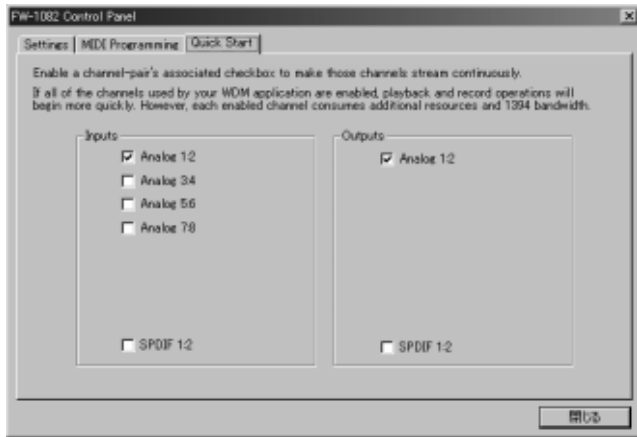 FW-1082 Control Panel
Settings MIDI Programming Quick Start
Enable a channel-pair's associated checkbox to make those channels stream continuously.
If all of the channels used by your WDM application are enabled, playback and record operations will
begin more quickly. However, each enabled channel consumes additional resources and 1394 bandwidth.
Inputs
Analog 1-2
Analog 3-4
Analog 5-6
Analog 7-8
SPDIF 1-2
Outputs
Analog 1-2
SPDIF 1-2
閉じる